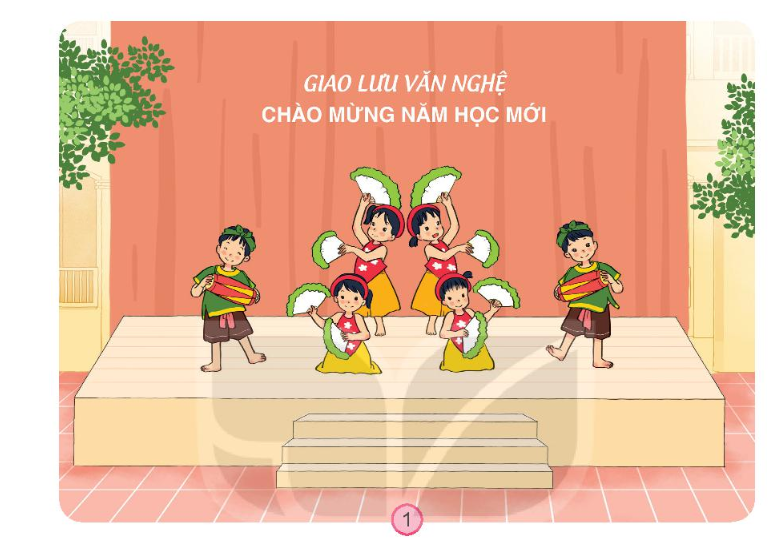 GIAO LƯU VĂN NGHỆ
CHÀO MỪNG NĂM HỌC MỚI
1